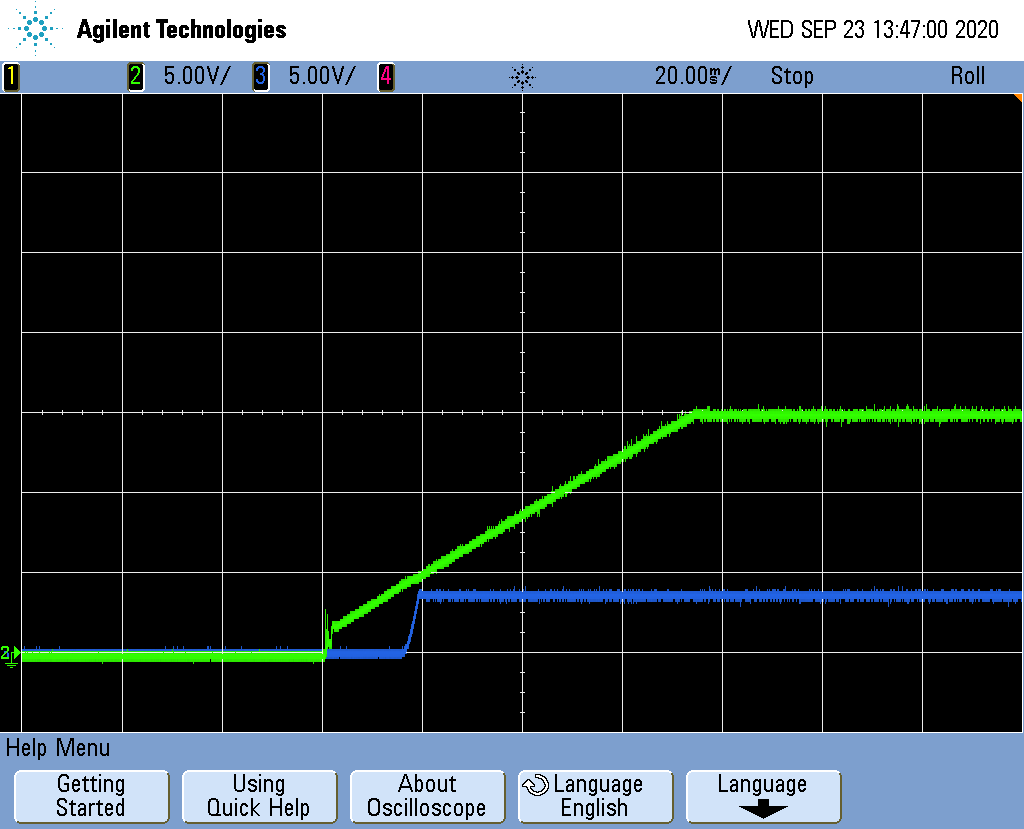 Agilent Technologies WED SEP 23 13:47:00 2020
1 2 5.00V/ 3 5.00V/ 4 20.00ms/ Stop Roll
2
Help Menu
Getting Started
Using Quick Help
About Oscilloscope
Language English
Language